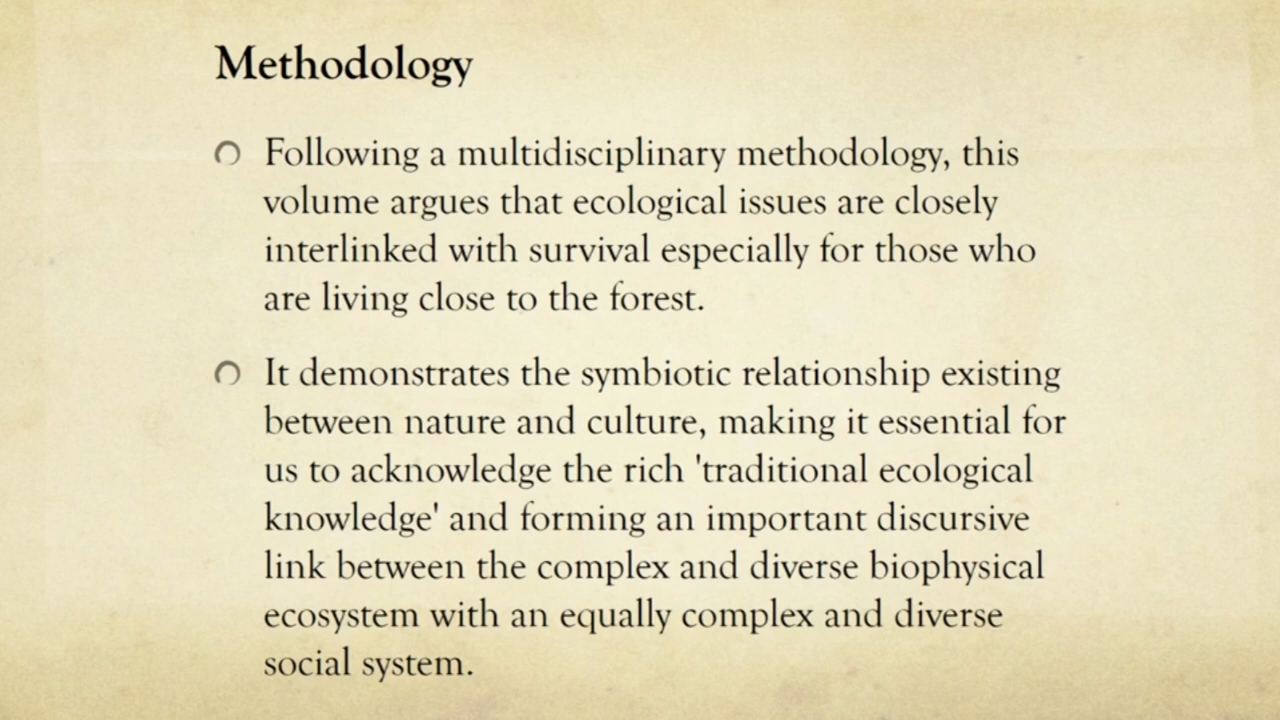 Methodology
Following a multidisciplinary methodology, this
volume argues that ecological issues are closely
interlinked with survival especially for those who
are living close to the forest.
It demonstrates the symbiotic relationship existing
between nature and culture, making it essential for
us to acknowledge the rich 'traditional ecological
knowledge' and forming an important discursive
link between the complex and diverse biophysical
ecosystem with an equally complex and diverse
social system.